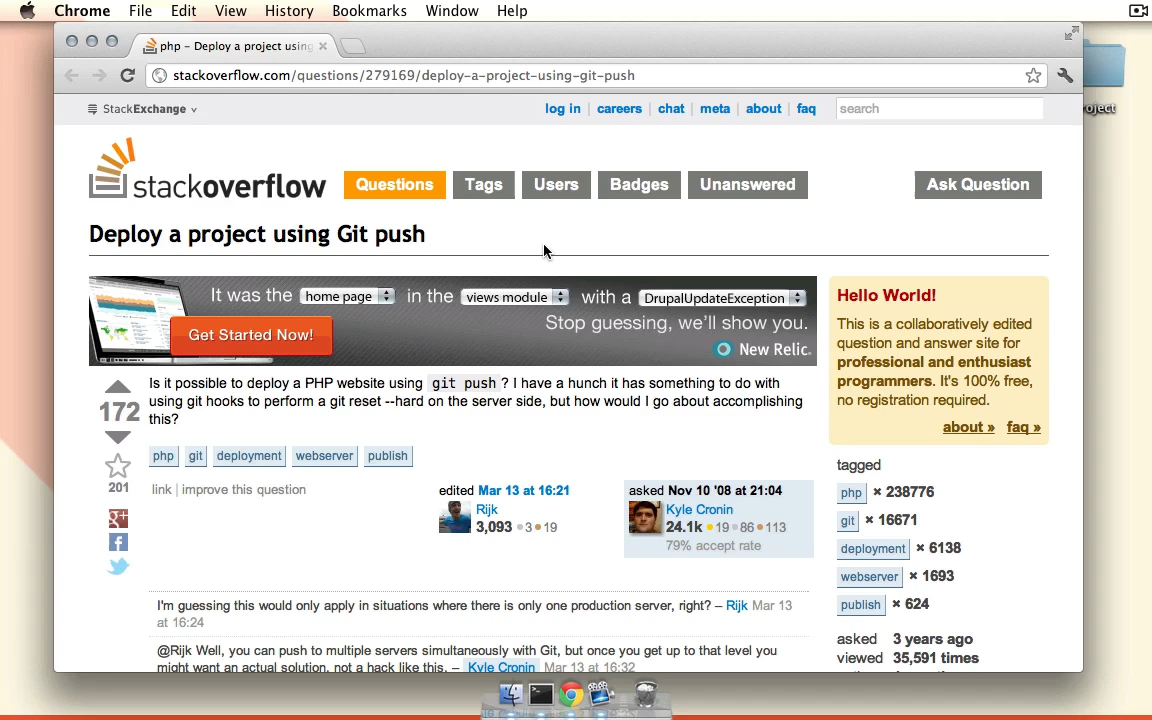 Chrome File Edit View History Bookmarks Window Help
php – Deploy a project using
stackoverflow.com/questions/279169/deploy-a-project-using-git-push
StackExchange log in | careers | chat | meta | about | faq search
stackoverflow Questions Tags Users Badges Unanswered Ask Question
Deploy a project using Git push
It was the home page in the views module with a DrupalUpdateException
Get Started Now! Stop guessing, we'll show you.
New Relic.
172
Is it possible to deploy a PHP website using git push? I have a hunch it has something to do with
using git hooks to perform a git reset --hard on the server side, but how would I go about accomplishing
this?
201
php git deployment webserver publish
link | improve this question
edited Mar 13 at 16:21
Rijk
3,093 3 19
asked Nov 10 '08 at 21:04
Kyle Cronin
24.1k 19 86 113
79% accept rate
I'm guessing this would only apply in situations where there is only one production server, right? – Rijk Mar 13
at 16:24
@Rijk Well, you can push to multiple servers simultaneously with Git, but once you get up to that level you
might want an actual solution, not a hack like this. – Kyle Cronin Mar 13 at 16:32
Hello World!
This is a collaboratively edited
question and answer site for
professional and enthusiast
programmers. It's 100% free,
no registration required.
about » faq »
tagged
php × 238776
git × 16671
deployment × 6138
webserver × 1693
publish × 624
asked 3 years ago
viewed 35,591 times